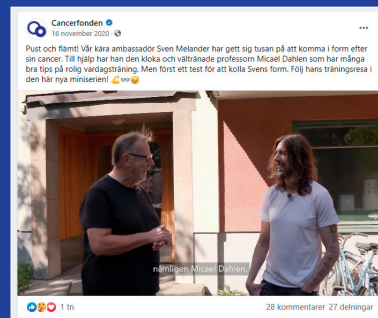 Cancerfonden
16 november 2020 ·
Pust och flämt! Vår kära ambassadör Sven Melander har gett sig tusan på att komma i form efter
sin cancer. Till hjälp har han den kloka och vältränade professorn Micael Dahlen som har många
bra tips på rolig vardagsträning. Men först ett test för att kolla Svens form. Följ hans träningsresa i
den här nya miniserien! 💪👓😄
nämligen Micael Dahlen.
1 tn
28 kommentarer 27 delningar